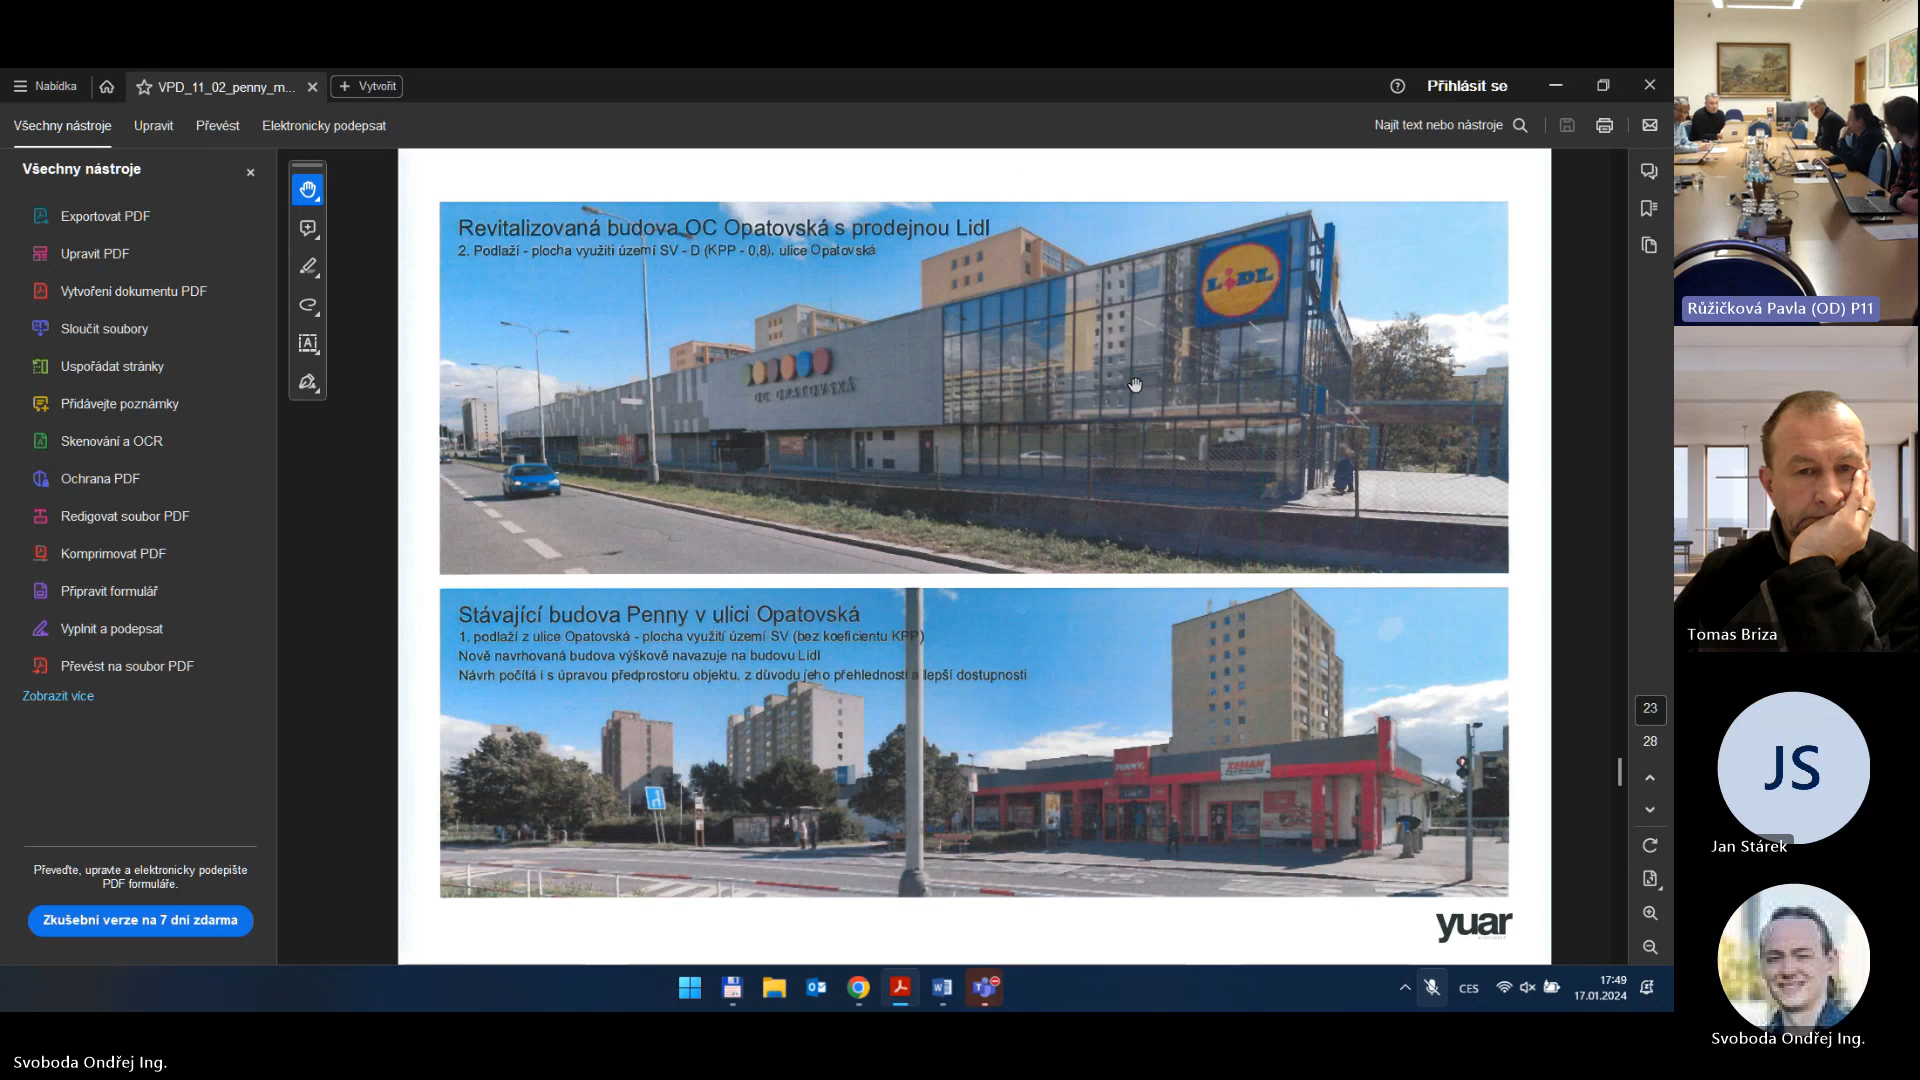 Nabídka
VPD_11_02_penny_m...
Vytvořit
Přihlásit se
Všechny nástroje
Upravit
Převést
Elektronicky podepsat
Najít text nebo nástroje
Všechny nástroje
Exportovat PDF
Upravit PDF
Vytvoření dokumentu PDF
Sloučit soubory
Uspořádat stránky
Přidávejte poznámky
Skenování a OCR
Ochrana PDF
Redigovat soubor PDF
Komprimovat PDF
Připravit formulář
Vyplnit a podepsat
Převést na soubor PDF
Zobrazit více
Převeďte, upravte a elektronicky podepište
PDF formuláře.
Zkušební verze na 7 dní zdarma
Revitalizovaná budova OC Opatovská s prodejnou Lidl
2. Podlaží - plocha využití území SV - D (KPP - 0,8), ulice Opatovská
LIDL
OC OPATOVSKÁ
Stávající budova Penny v ulici Opatovská
1. podlaží z ulice Opatovská - plocha využití území SV (bez koeficientu KPP)
Nově navrhovaná budova výškově navazuje na budovu Lidl
Návrh počítá i s úpravou předprostoru objektu, z důvodu jeho přehlednosti a lepší dostupnosti
PENNY
ZEMAN
yuar
23
28
CES
17:49
17.01.2024
Růžičková Pavla (OD) P11
Tomas Briza
JS
Jan Stárek
Svoboda Ondřej Ing.
Svoboda Ondřej Ing.